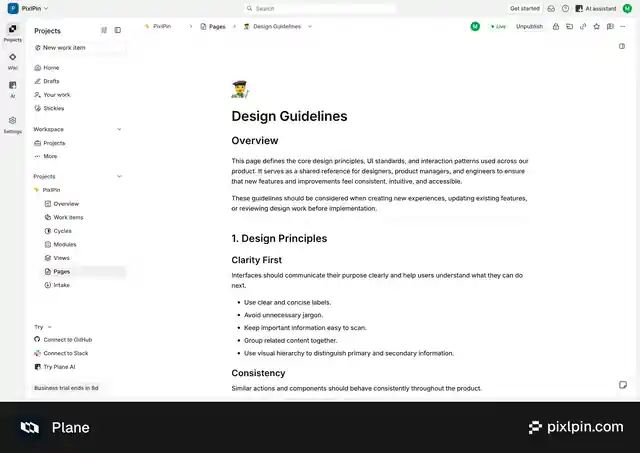 P PixlPin
Search
Get started
AI assistant
M
Projects
Wiki
AI
Settings
Projects
New work item
Home
Drafts
Your work
Stickies
Workspace
Projects
More
Projects
PixlPin
Overview
Work items
Cycles
Modules
Views
Pages
Intake
Try
Connect to GitHub
Connect to Slack
Try Plane AI
Business trial ends in 8d
PixlPin
Pages
Design Guidelines
M
Live
Unpublish
Design Guidelines
Overview
This page defines the core design principles, UI standards, and interaction patterns used across our
product. It serves as a shared reference for designers, product managers, and engineers to ensure
that new features and improvements feel consistent, intuitive, and accessible.
These guidelines should be considered when creating new experiences, updating existing features,
or reviewing design work before implementation.
1. Design Principles
Clarity First
Interfaces should communicate their purpose clearly and help users understand what they can do
next.
• Use clear and concise labels.
• Avoid unnecessary jargon.
• Keep important information easy to scan.
• Group related content together.
• Use visual hierarchy to distinguish primary and secondary information.
Consistency
Similar actions and components should behave consistently throughout the product.
Plane
pixlpin.com